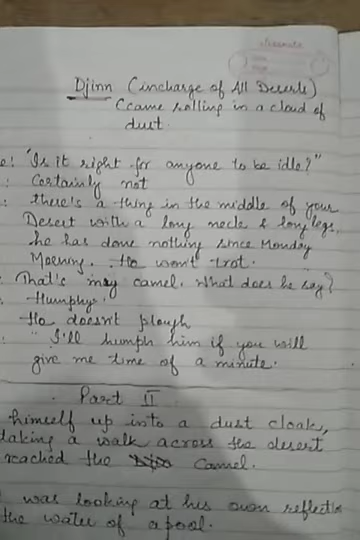 Djinn (incharge of All Deserts)
(came rolling in a cloud of
dust.
e: "Is it right for anyone to be idle?"
: Certainly not
: there's a thing in the middle of your
Desert with a long neck & long legs,
he has done nothing since Monday
Morning. He won't trot.
That's my camel. What does he say?
: Humphs.
He doesn't plough
: "I'll humph him if you will
give me time of a minute.
Part II
himself up into a dust cloak,
taking a walk across the desert
reached the Camel.
was looking at his own reflectio
the water of a pool.